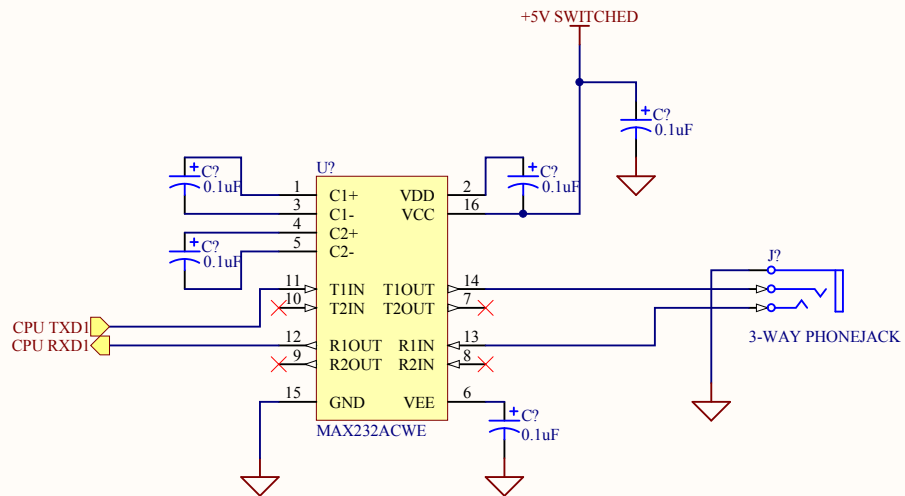 +5V SWITCHED
+ C?
0.1uF
U?
+ C?
0.1uF
+ C?
0.1uF
1 C1+ VDD 2
3 C1- VCC 16
4 C2+
5 C2-
+ C?
0.1uF
J?
11 T1IN T1OUT 14
10 T2IN T2OUT 7
CPU TXD1
CPU RXD1
12 R1OUT R1IN 13
9 R2OUT R2IN 8
3-WAY PHONEJACK
15 GND VEE 6
+ C?
0.1uF
MAX232ACWE